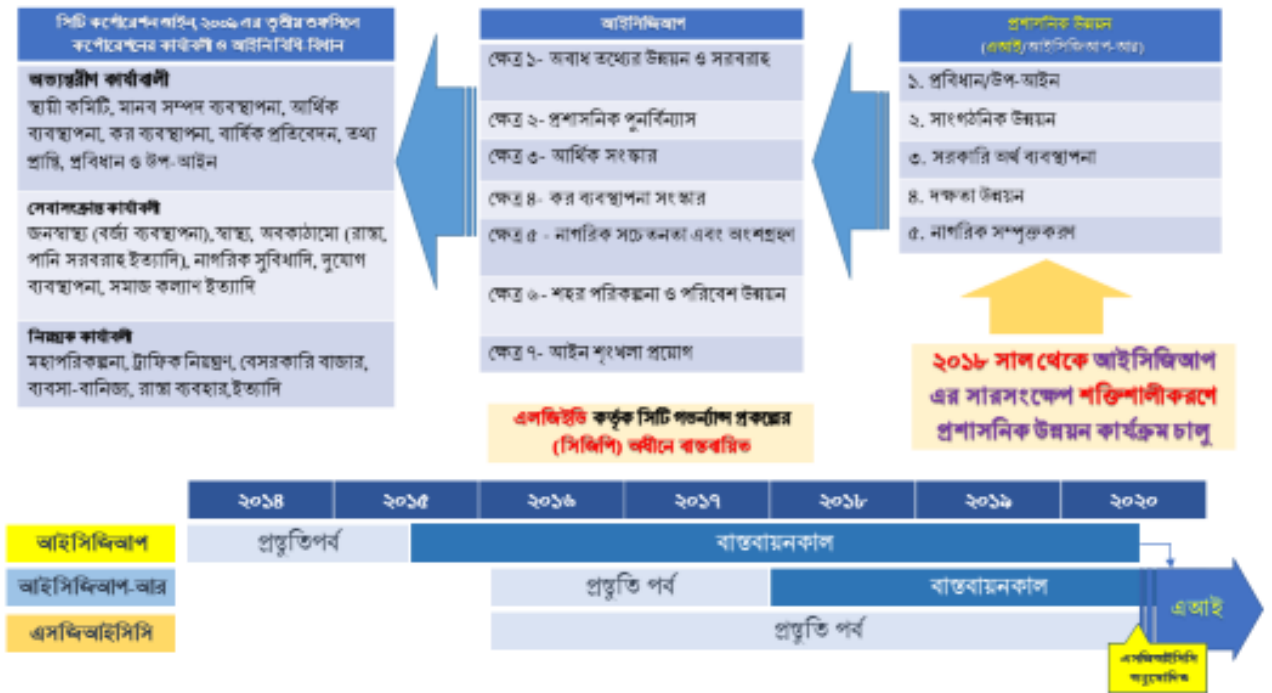 সিটি কর্পোরেশন আইন, ২০০৯ এর তৃতীয় তফসিলে
কর্পোরেশনের কার্যাবলী ও আইনি বিধি-বিধান
অভ্যন্তরীণ কার্যাবলী
স্থায়ী কমিটি, মানব সম্পদ ব্যবস্থাপনা, আর্থিক
ব্যবস্থাপনা, কর ব্যবস্থাপনা, বার্ষিক প্রতিবেদন, তথ্য
প্রাপ্তি, প্রবিধান ও উপ-আইন
সেবাসংক্রান্ত কার্যাবলী
জনস্বাস্থ্য (বর্জ্য ব্যবস্থাপনা), স্বাস্থ্য, অবকাঠামো (রাস্তা,
পানি সরবরাহ ইত্যাদি), নাগরিক সুবিধাদি, দুযোগ
ব্যবস্থাপনা, সমাজ কল্যাণ ইত্যাদি
নিয়ন্ত্রক কার্যাবলী
মহাপরিকল্পনা, ট্রাফিক নিয়ন্ত্রণ, বেসরকারি বাজার,
ব্যবসা-বানিজ্য, রাস্তা ব্যবহার,ইত্যাদি
আইসিজিআপ
ক্ষেত্র ১- অবাধ তথ্যের উন্নয়ন ও সরবরাহ
ক্ষেত্র ২- প্রশাসনিক পুনর্বিন্যাস
ক্ষেত্র ৩- আর্থিক সংস্কার
ক্ষেত্র ৪- কর ব্যবস্থাপনা সংস্কার
ক্ষেত্র ৫ - নাগরিক সচেতনতা এবং অংশগ্রহণ
ক্ষেত্র ৬- শহর পরিকল্পনা ও পরিবেশ উন্নয়ন
ক্ষেত্র ৭- আইন শৃংখলা প্রয়োগ
এলজিইডি কর্তৃক সিটি গভর্ন্যান্স প্রকল্পের
(সিজিপি) অধীনে বাস্তবায়িত
প্রশাসনিক উন্নয়ন
(এআই/আইসিজিআপ-আর)
১. প্রবিধান/উপ-আইন
২. সাংগঠনিক উন্নয়ন
৩. সরকারি অর্থ ব্যবস্থাপনা
৪. দক্ষতা উন্নয়ন
৫. নাগরিক সম্পৃক্তকরণ
২০১৮ সাল থেকে আইসিজিআপ
এর সারসংক্ষেপ শক্তিশালীকরণে
প্রশাসনিক উন্নয়ন কার্যক্রম চালু
২০১৪ ২০১৫ ২০১৬ ২০১৭ ২০১৮ ২০১৯ ২০২০
আইসিজিআপ প্রস্তুতিপর্ব বাস্তবায়নকাল
আইসিজিআপ-আর প্রস্তুতি পর্ব বাস্তবায়নকাল
এআই
এসজিআইসিসি প্রস্তুতি পর্ব
এসজিআইসিসি
অনুমোদিত